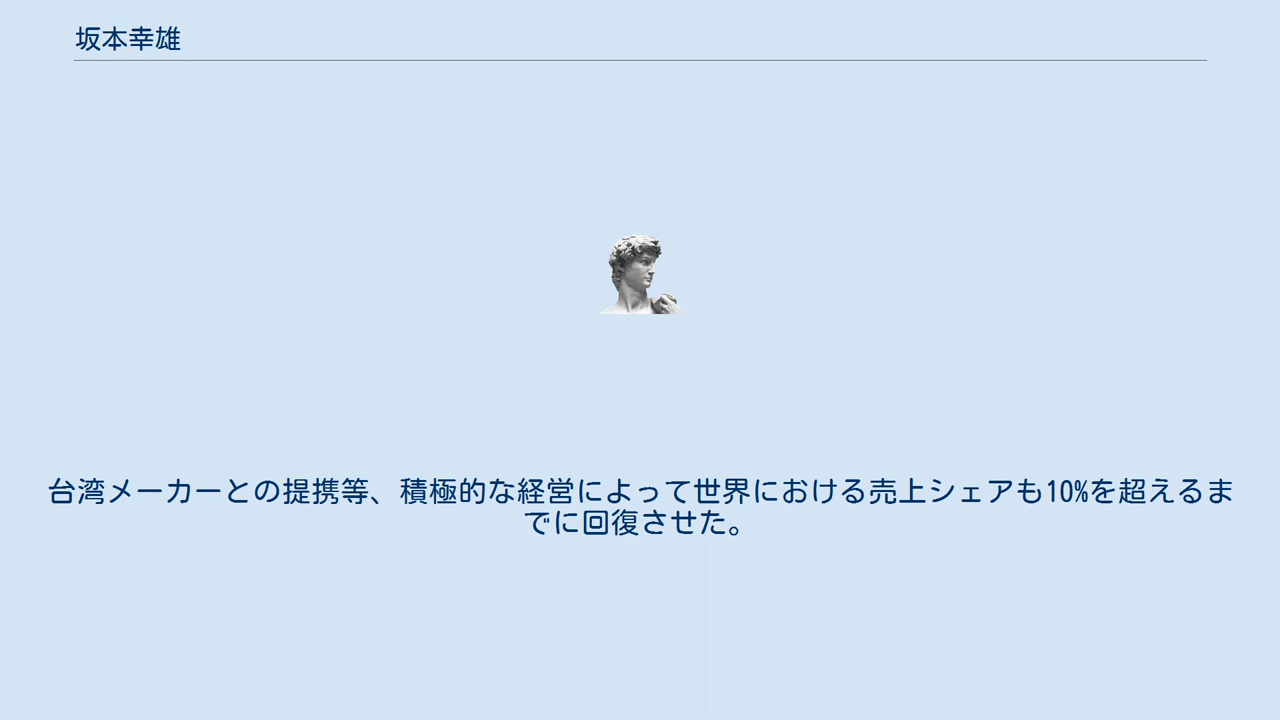 坂本幸雄
台湾メーカーとの提携等、積極的な経営によって世界における売上シェアも10%を超えるま
でに回復させた。